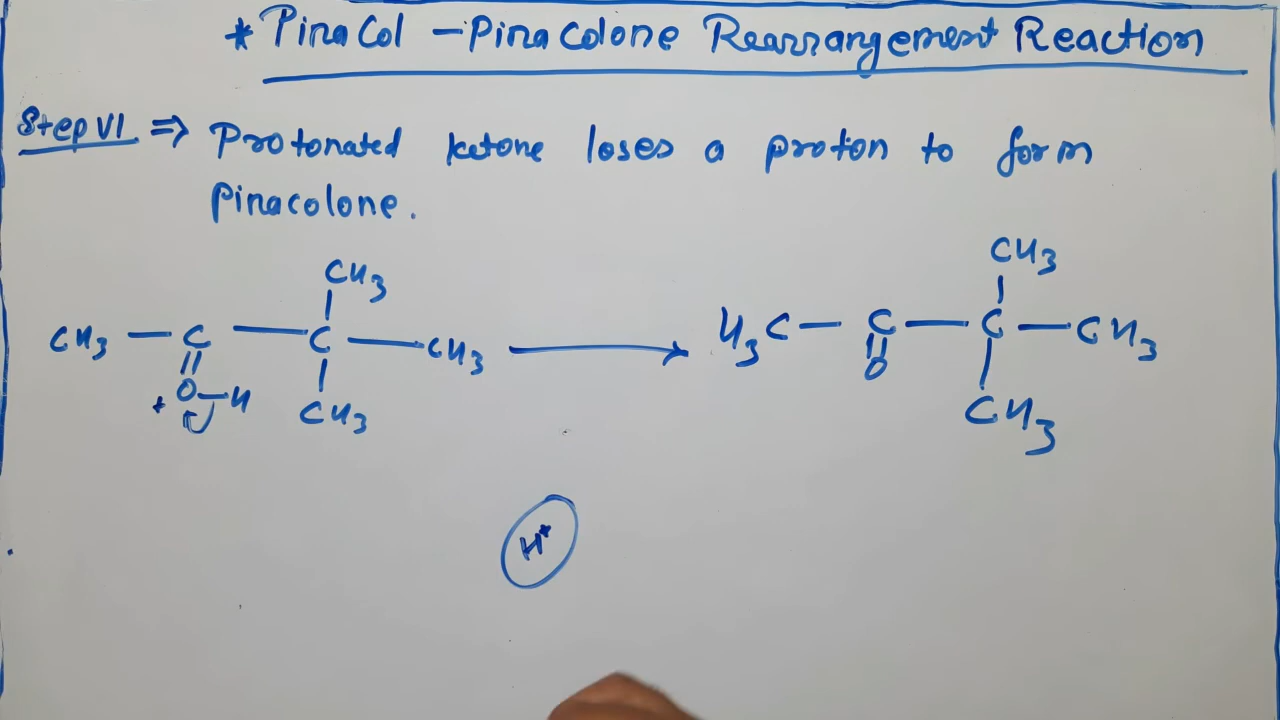 * Pinacol - Pinacolone Rearrangement Reaction
Step VI ⇒ Protonated ketone loses a proton to form
Pinacolone.
CH3
CH3 — C — C — CH3
+ O — H
CH3
CH3
H3C — C — C — CH3
O
CH3
H+